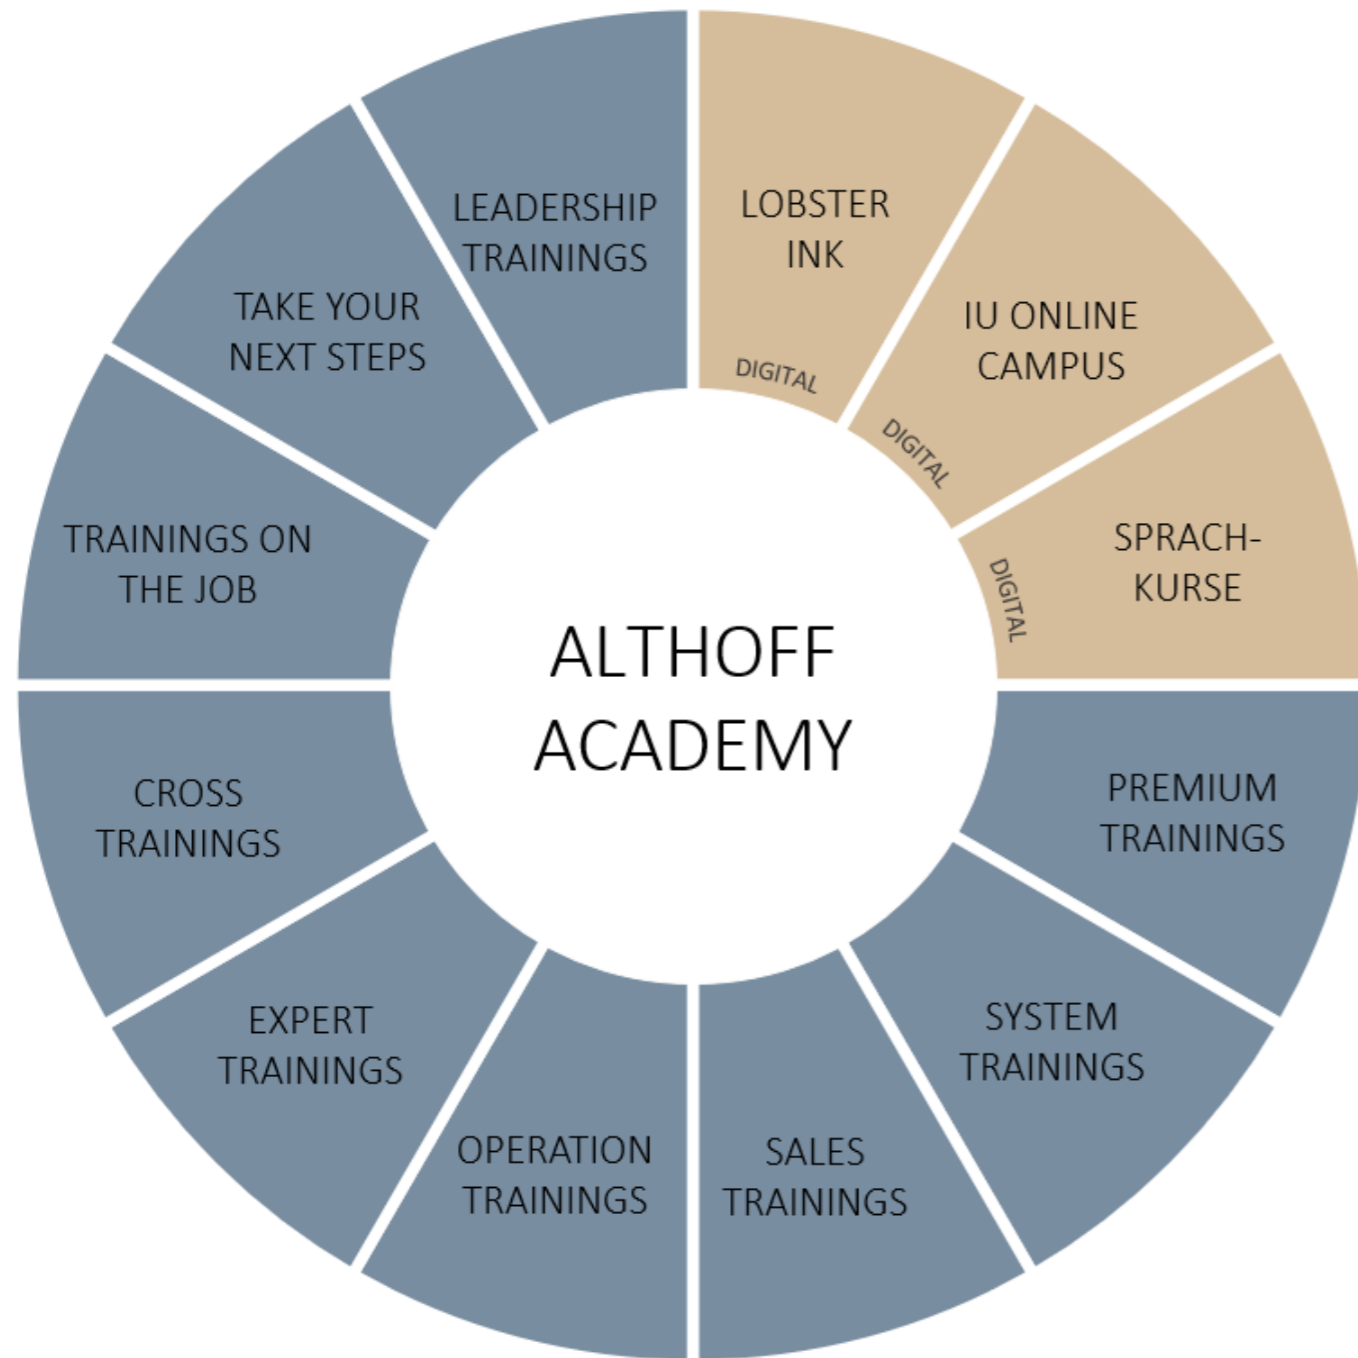 LEADERSHIP
TRAININGS
LOBSTER
INK
DIGITAL
IU ONLINE
CAMPUS
DIGITAL
SPRACH-
KURSE
DIGITAL
PREMIUM
TRAININGS
SYSTEM
TRAININGS
SALES
TRAININGS
OPERATION
TRAININGS
EXPERT
TRAININGS
CROSS
TRAININGS
TRAININGS ON
THE JOB
TAKE YOUR
NEXT STEPS
ALTHOFF
ACADEMY